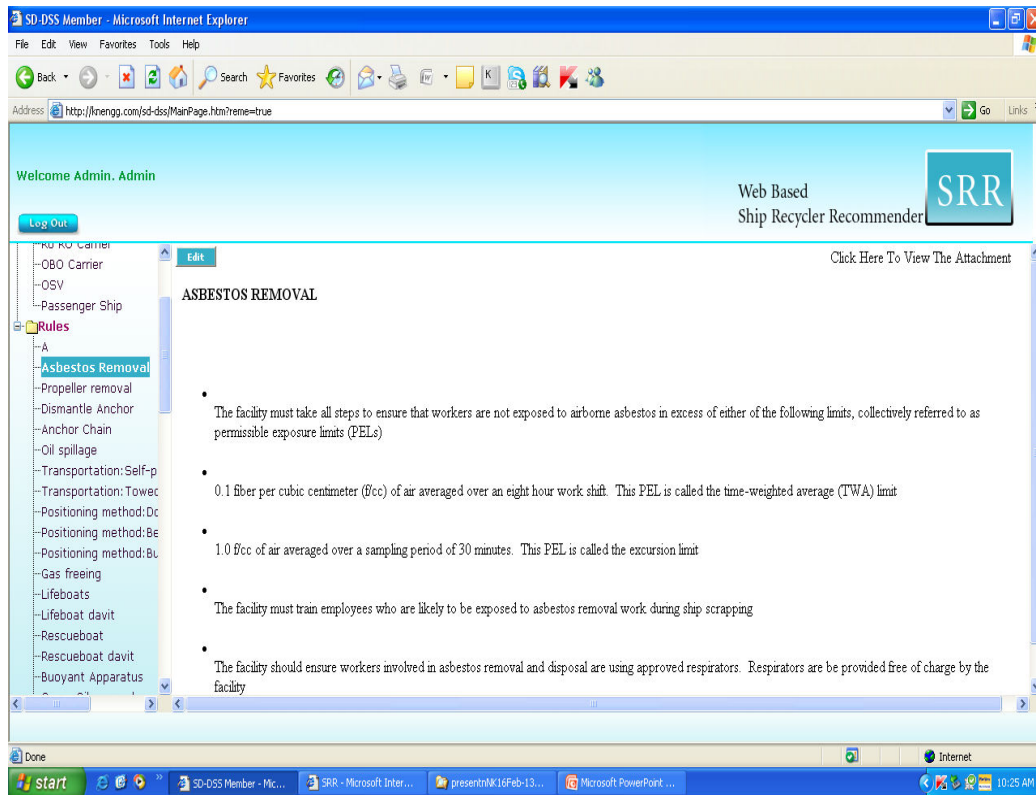 SD-DSS Member - Microsoft Internet Explorer
File Edit View Favorites Tools Help
Back Search Favorites
Address http://knengg.com/sd-dss/MainPage.htm?reme=true Go Links
Welcome Admin. Admin
Log Out
Web Based
Ship Recycler Recommender
SRR
OBO Carrier
OSV
Passenger Ship
Rules
A
Asbestos Removal
Propeller removal
Dismantle Anchor
Anchor Chain
Oil spillage
Transportation:Self-p
Transportation:Towed
Positioning method:Do
Positioning method:Be
Positioning method:Bu
Gas freeing
Lifeboats
Lifeboat davit
Rescueboat
Rescueboat davit
Buoyant Apparatus
Edit
Click Here To View The Attachment
ASBESTOS REMOVAL
The facility must take all steps to ensure that workers are not exposed to airborne asbestos in excess of either of the following limits, collectively referred to as
permissible exposure limits (PELs)
0.1 fiber per cubic centimeter (f/cc) of air averaged over an eight hour work shift. This PEL is called the time-weighted average (TWA) limit
1.0 f/cc of air averaged over a sampling period of 30 minutes. This PEL is called the excursion limit
The facility must train employees who are likely to be exposed to asbestos removal work during ship scrapping
The facility should ensure workers involved in asbestos removal and disposal are using approved respirators. Respirators are be provided free of charge by the
facility
Done Internet
start SD-DSS Member - Mic... SRR - Microsoft Inter... presentnNK16Feb-13... Microsoft PowerPoint ... 10:25 AM